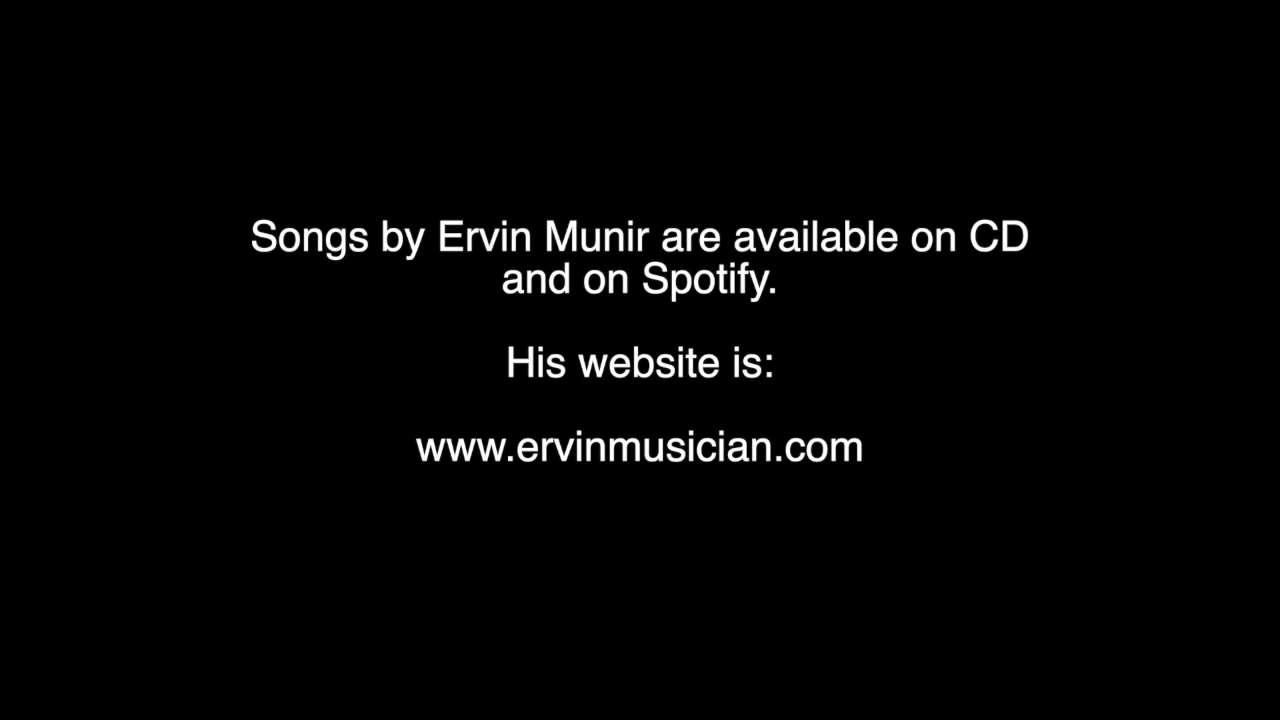 Songs by Ervin Munir are available on CD
and on Spotify.
His website is:
www.ervinmusician.com